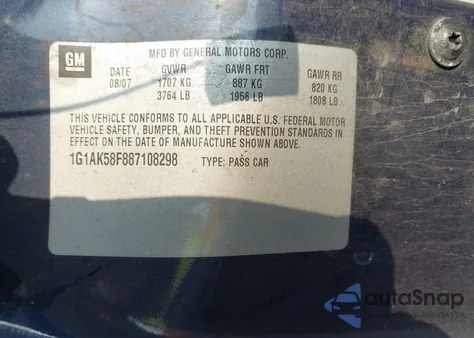 GM
MFD BY GENERAL MOTORS CORP.
DATE GVWR GAWR FRT GAWR RR
08/07 1707 KG 887 KG 820 KG
3764 LB 1956 LB 1808 LB
THIS VEHICLE CONFORMS TO ALL APPLICABLE U.S. FEDERAL MOTOR
VEHICLE SAFETY, BUMPER, AND THEFT PREVENTION STANDARDS IN
EFFECT ON THE DATE OF MANUFACTURE SHOWN ABOVE.
1G1AK58F887108298 TYPE: PASS CAR
autoSnap